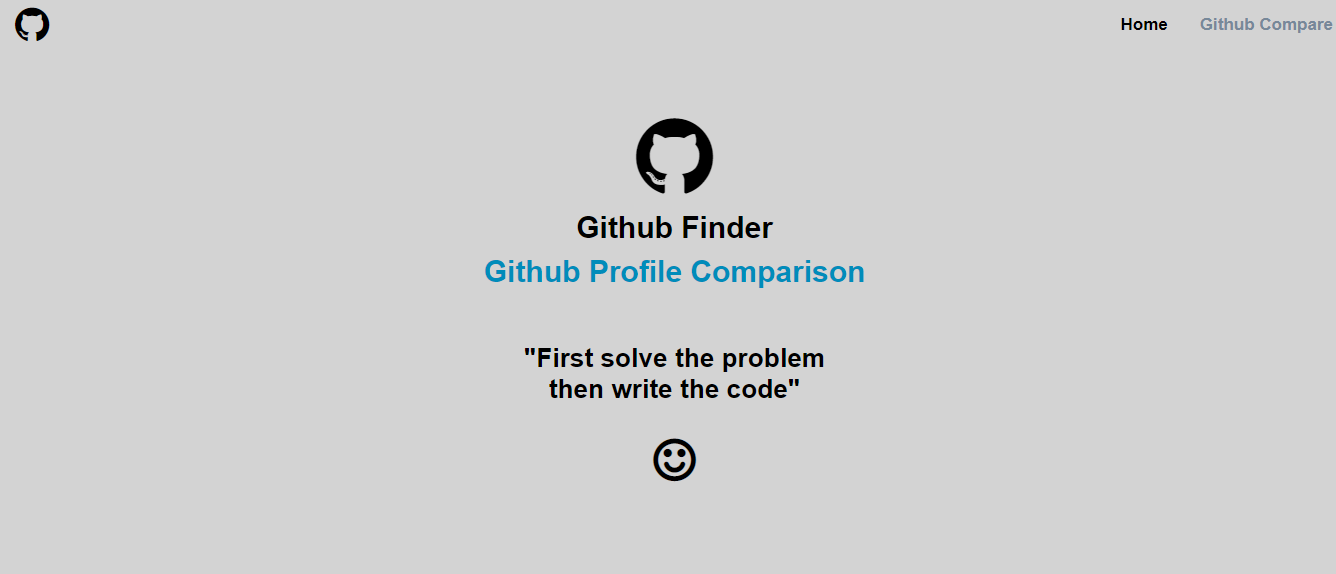 Home Github Compare
Github Finder
Github Profile Comparison
"First solve the problem
then write the code"